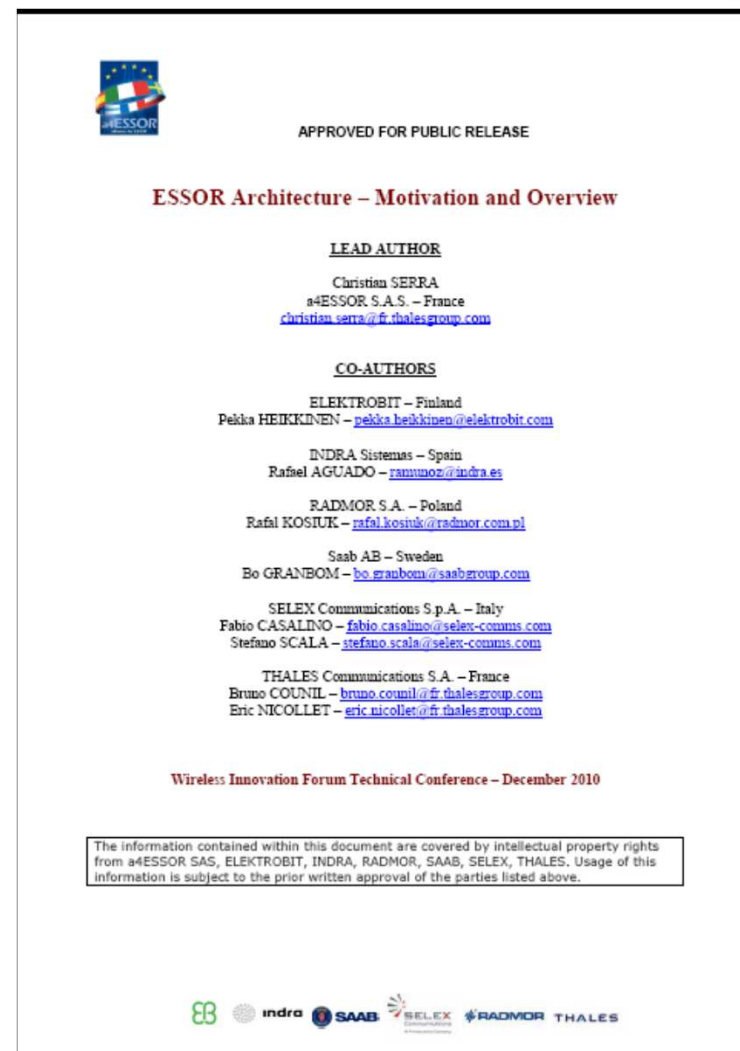 a4ESSOR
APPROVED FOR PUBLIC RELEASE
ESSOR Architecture – Motivation and Overview
LEAD AUTHOR
Christian SERRA
a4ESSOR S.A.S. – France
christian.serra@fr.thalesgroup.com
CO-AUTHORS
ELEKTROBIT – Finland
Pekka HEIKKINEN – pekka.heikkinen@elektrobit.com
INDRA Sistemas – Spain
Rafael AGUADO – ramunoz@indra.es
RADMOR S.A. – Poland
Rafal KOSIUK – rafal.kosiuk@radmor.com.pl
Saab AB – Sweden
Bo GRANBOM – bo.granbom@saabgroup.com
SELEX Communications S.p.A. – Italy
Fabio CASALINO – fabio.casalino@selex-comms.com
Stefano SCALA – stefano.scala@selex-comms.com
THALES Communications S.A. – France
Bruno COUNIL – bruno.counil@fr.thalesgroup.com
Eric NICOLLET – eric.nicollet@fr.thalesgroup.com
Wireless Innovation Forum Technical Conference – December 2010
The information contained within this document are covered by intellectual property rights
from a4ESSOR SAS, ELEKTROBIT, INDRA, RADMOR, SAAB, SELEX, THALES. Usage of this
information is subject to the prior written approval of the parties listed above.
EB indra SAAB SELEX Communications RADMOR THALES